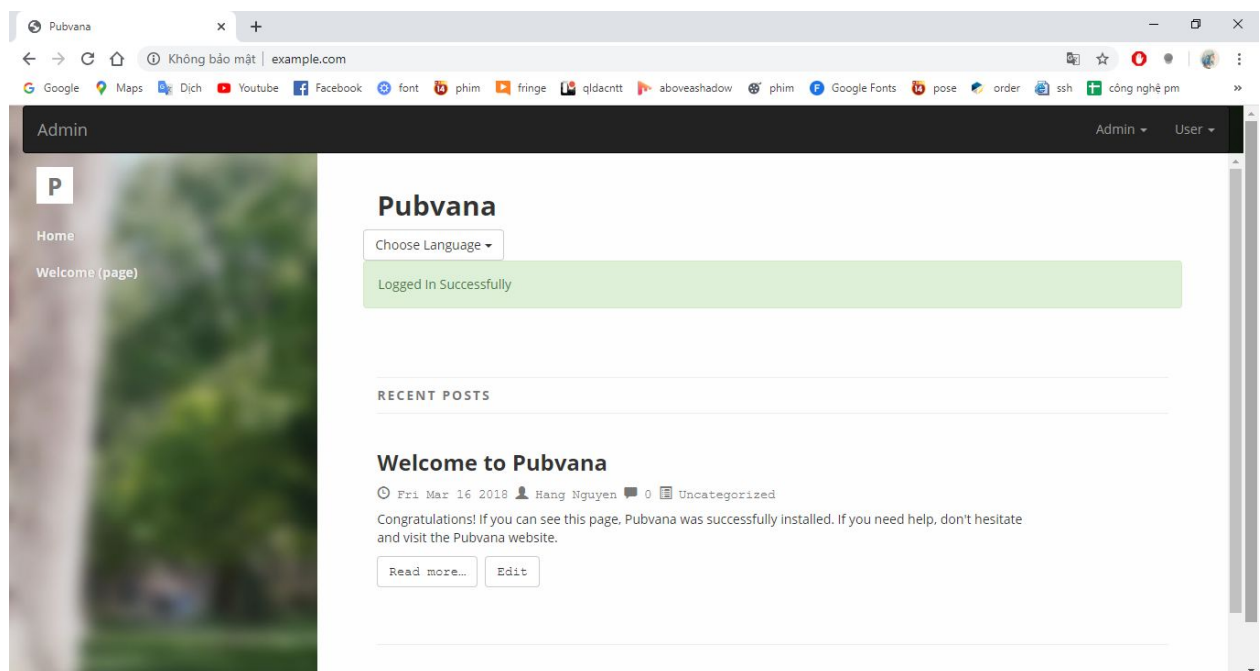 Pubvana
Không bảo mật | example.com
Google Maps Dịch Youtube Facebook font phim fringe qldacntt aboveashadow phim Google Fonts pose order ssh công nghệ pm »
Admin Admin User
P
Home
Welcome (page)
Pubvana
Choose Language
Logged In Successfully
RECENT POSTS
Welcome to Pubvana
Fri Mar 16 2018 Hang Nguyen 0 Uncategorized
Congratulations! If you can see this page, Pubvana was successfully installed. If you need help, don't hesitate
and visit the Pubvana website.
Read more… Edit